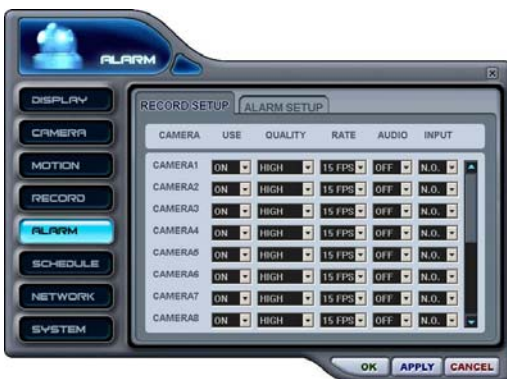 ALARM
DISPLAY
CAMERA
MOTION
RECORD
ALARM
SCHEDULE
NETWORK
SYSTEM
RECORD SETUP ALARM SETUP
CAMERA USE QUALITY RATE AUDIO INPUT
CAMERA1 ON HIGH 15 FPS OFF N.O.
CAMERA2 ON HIGH 15 FPS OFF N.O.
CAMERA3 ON HIGH 15 FPS OFF N.O.
CAMERA4 ON HIGH 15 FPS OFF N.O.
CAMERA5 ON HIGH 15 FPS OFF N.O.
CAMERA6 ON HIGH 15 FPS OFF N.O.
CAMERA7 ON HIGH 15 FPS OFF N.O.
CAMERA8 ON HIGH 15 FPS OFF N.O.
OK APPLY CANCEL